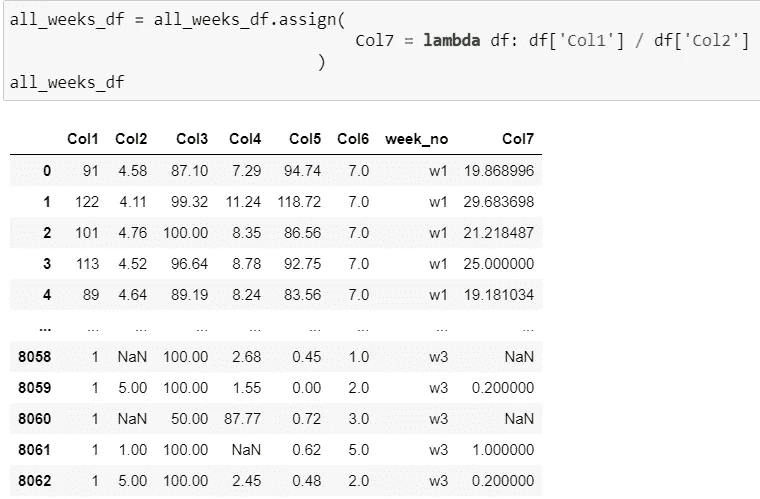 all_weeks_df = all_weeks_df.assign(
Col7 = lambda df: df['Col1'] / df['Col2']
)
all_weeks_df
Col1 Col2 Col3 Col4 Col5 Col6 week_no Col7
0 91 4.58 87.10 7.29 94.74 7.0 w1 19.868996
1 122 4.11 99.32 11.24 118.72 7.0 w1 29.683698
2 101 4.76 100.00 8.35 86.56 7.0 w1 21.218487
3 113 4.52 96.64 8.78 92.75 7.0 w1 25.000000
4 89 4.64 89.19 8.24 83.56 7.0 w1 19.181034
... ... ... ... ... ... ... ... ...
8058 1 NaN 100.00 2.68 0.45 1.0 w3 NaN
8059 1 5.00 100.00 1.55 0.00 2.0 w3 0.200000
8060 1 NaN 50.00 87.77 0.72 3.0 w3 NaN
8061 1 1.00 100.00 NaN 0.62 5.0 w3 1.000000
8062 1 5.00 100.00 2.45 0.48 2.0 w3 0.200000